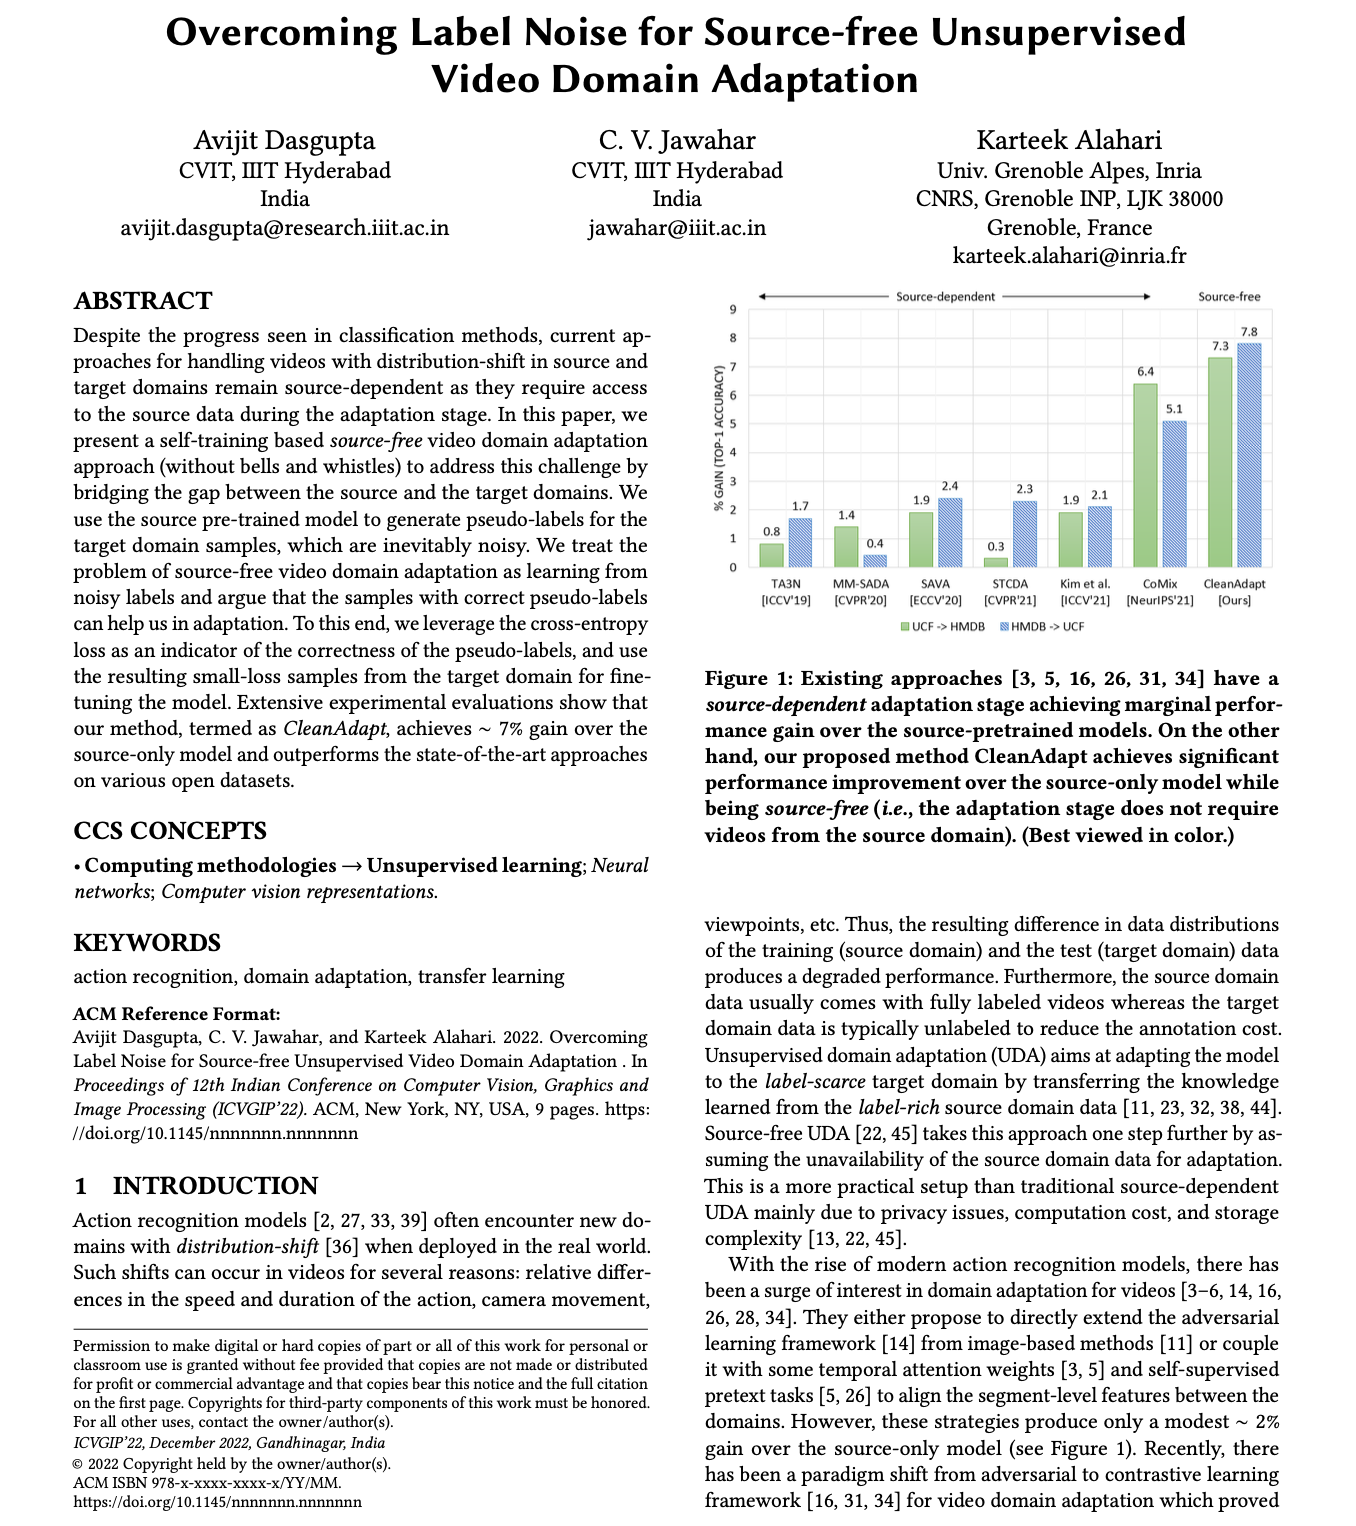 Overcoming Label Noise for Source-free Unsupervised
Video Domain Adaptation
Avijit Dasgupta
CVIT, IIIT Hyderabad
India
avijit.dasgupta@research.iiit.ac.in
C. V. Jawahar
CVIT, IIIT Hyderabad
India
jawahar@iiit.ac.in
Karteek Alahari
Univ. Grenoble Alpes, Inria
CNRS, Grenoble INP, LJK 38000
Grenoble, France
karteek.alahari@inria.fr
ABSTRACT
Despite the progress seen in classification methods, current ap-
proaches for handling videos with distribution-shift in source and
target domains remain source-dependent as they require access
to the source data during the adaptation stage. In this paper, we
present a self-training based source-free video domain adaptation
approach (without bells and whistles) to address this challenge by
bridging the gap between the source and the target domains. We
use the source pre-trained model to generate pseudo-labels for the
target domain samples, which are inevitably noisy. We treat the
problem of source-free video domain adaptation as learning from
noisy labels and argue that the samples with correct pseudo-labels
can help us in adaptation. To this end, we leverage the cross-entropy
loss as an indicator of the correctness of the pseudo-labels, and use
the resulting small-loss samples from the target domain for fine-
tuning the model. Extensive experimental evaluations show that
our method, termed as CleanAdapt, achieves ~ 7% gain over the
source-only model and outperforms the state-of-the-art approaches
on various open datasets.
CCS CONCEPTS
• Computing methodologies → Unsupervised learning; Neural
networks; Computer vision representations.
KEYWORDS
action recognition, domain adaptation, transfer learning
ACM Reference Format:
Avijit Dasgupta, C. V. Jawahar, and Karteek Alahari. 2022. Overcoming
Label Noise for Source-free Unsupervised Video Domain Adaptation . In
Proceedings of 12th Indian Conference on Computer Vision, Graphics and
Image Processing (ICVGIP'22). ACM, New York, NY, USA, 9 pages. https:
//doi.org/10.1145/nnnnnnn.nnnnnnn
1 INTRODUCTION
Action recognition models [2, 27, 33, 39] often encounter new do-
mains with distribution-shift [36] when deployed in the real world.
Such shifts can occur in videos for several reasons: relative differ-
ences in the speed and duration of the action, camera movement,
Permission to make digital or hard copies of part or all of this work for personal or
classroom use is granted without fee provided that copies are not made or distributed
for profit or commercial advantage and that copies bear this notice and the full citation
on the first page. Copyrights for third-party components of this work must be honored.
For all other uses, contact the owner/author(s).
ICVGIP'22, December 2022, Gandhinagar, India
© 2022 Copyright held by the owner/author(s).
ACM ISBN 978-x-xxxx-xxxx-x/YY/MM.
https://doi.org/10.1145/nnnnnnn.nnnnnnn
Source-dependent Source-free
% GAIN (TOP-1 ACCURACY)
9
8
7
6
5
4
3
2
1
0
0.8 1.7
1.4 0.4
1.9 2.4
0.3 2.3
1.9 2.1
6.4 5.1
7.3 7.8
TA3N MM-SADA SAVA STCDA Kim et al. CoMix CleanAdapt
[ICCV'19] [CVPR'20] [ECCV'20] [CVPR'21] [ICCV'21] [NeurIPS'21] [Ours]
UCF -> HMDB HMDB -> UCF
Figure 1: Existing approaches [3, 5, 16, 26, 31, 34] have a
source-dependent adaptation stage achieving marginal perfor-
mance gain over the source-pretrained models. On the other
hand, our proposed method CleanAdapt achieves significant
performance improvement over the source-only model while
being source-free (i.e., the adaptation stage does not require
videos from the source domain). (Best viewed in color.)
viewpoints, etc. Thus, the resulting difference in data distributions
of the training (source domain) and the test (target domain) data
produces a degraded performance. Furthermore, the source domain
data usually comes with fully labeled videos whereas the target
domain data is typically unlabeled to reduce the annotation cost.
Unsupervised domain adaptation (UDA) aims at adapting the model
to the label-scarce target domain by transferring the knowledge
learned from the label-rich source domain data [11, 23, 32, 38, 44].
Source-free UDA [22, 45] takes this approach one step further by as-
suming the unavailability of the source domain data for adaptation.
This is a more practical setup than traditional source-dependent
UDA mainly due to privacy issues, computation cost, and storage
complexity [13, 22, 45].
With the rise of modern action recognition models, there has
been a surge of interest in domain adaptation for videos [3–6, 14, 16,
26, 28, 34]. They either propose to directly extend the adversarial
learning framework [14] from image-based methods [11] or couple
it with some temporal attention weights [3, 5] and self-supervised
pretext tasks [5, 26] to align the segment-level features between the
domains. However, these strategies produce only a modest ~ 2%
gain over the source-only model (see Figure 1). Recently, there
has been a paradigm shift from adversarial to contrastive learning
framework [16, 31, 34] for video domain adaptation which proved